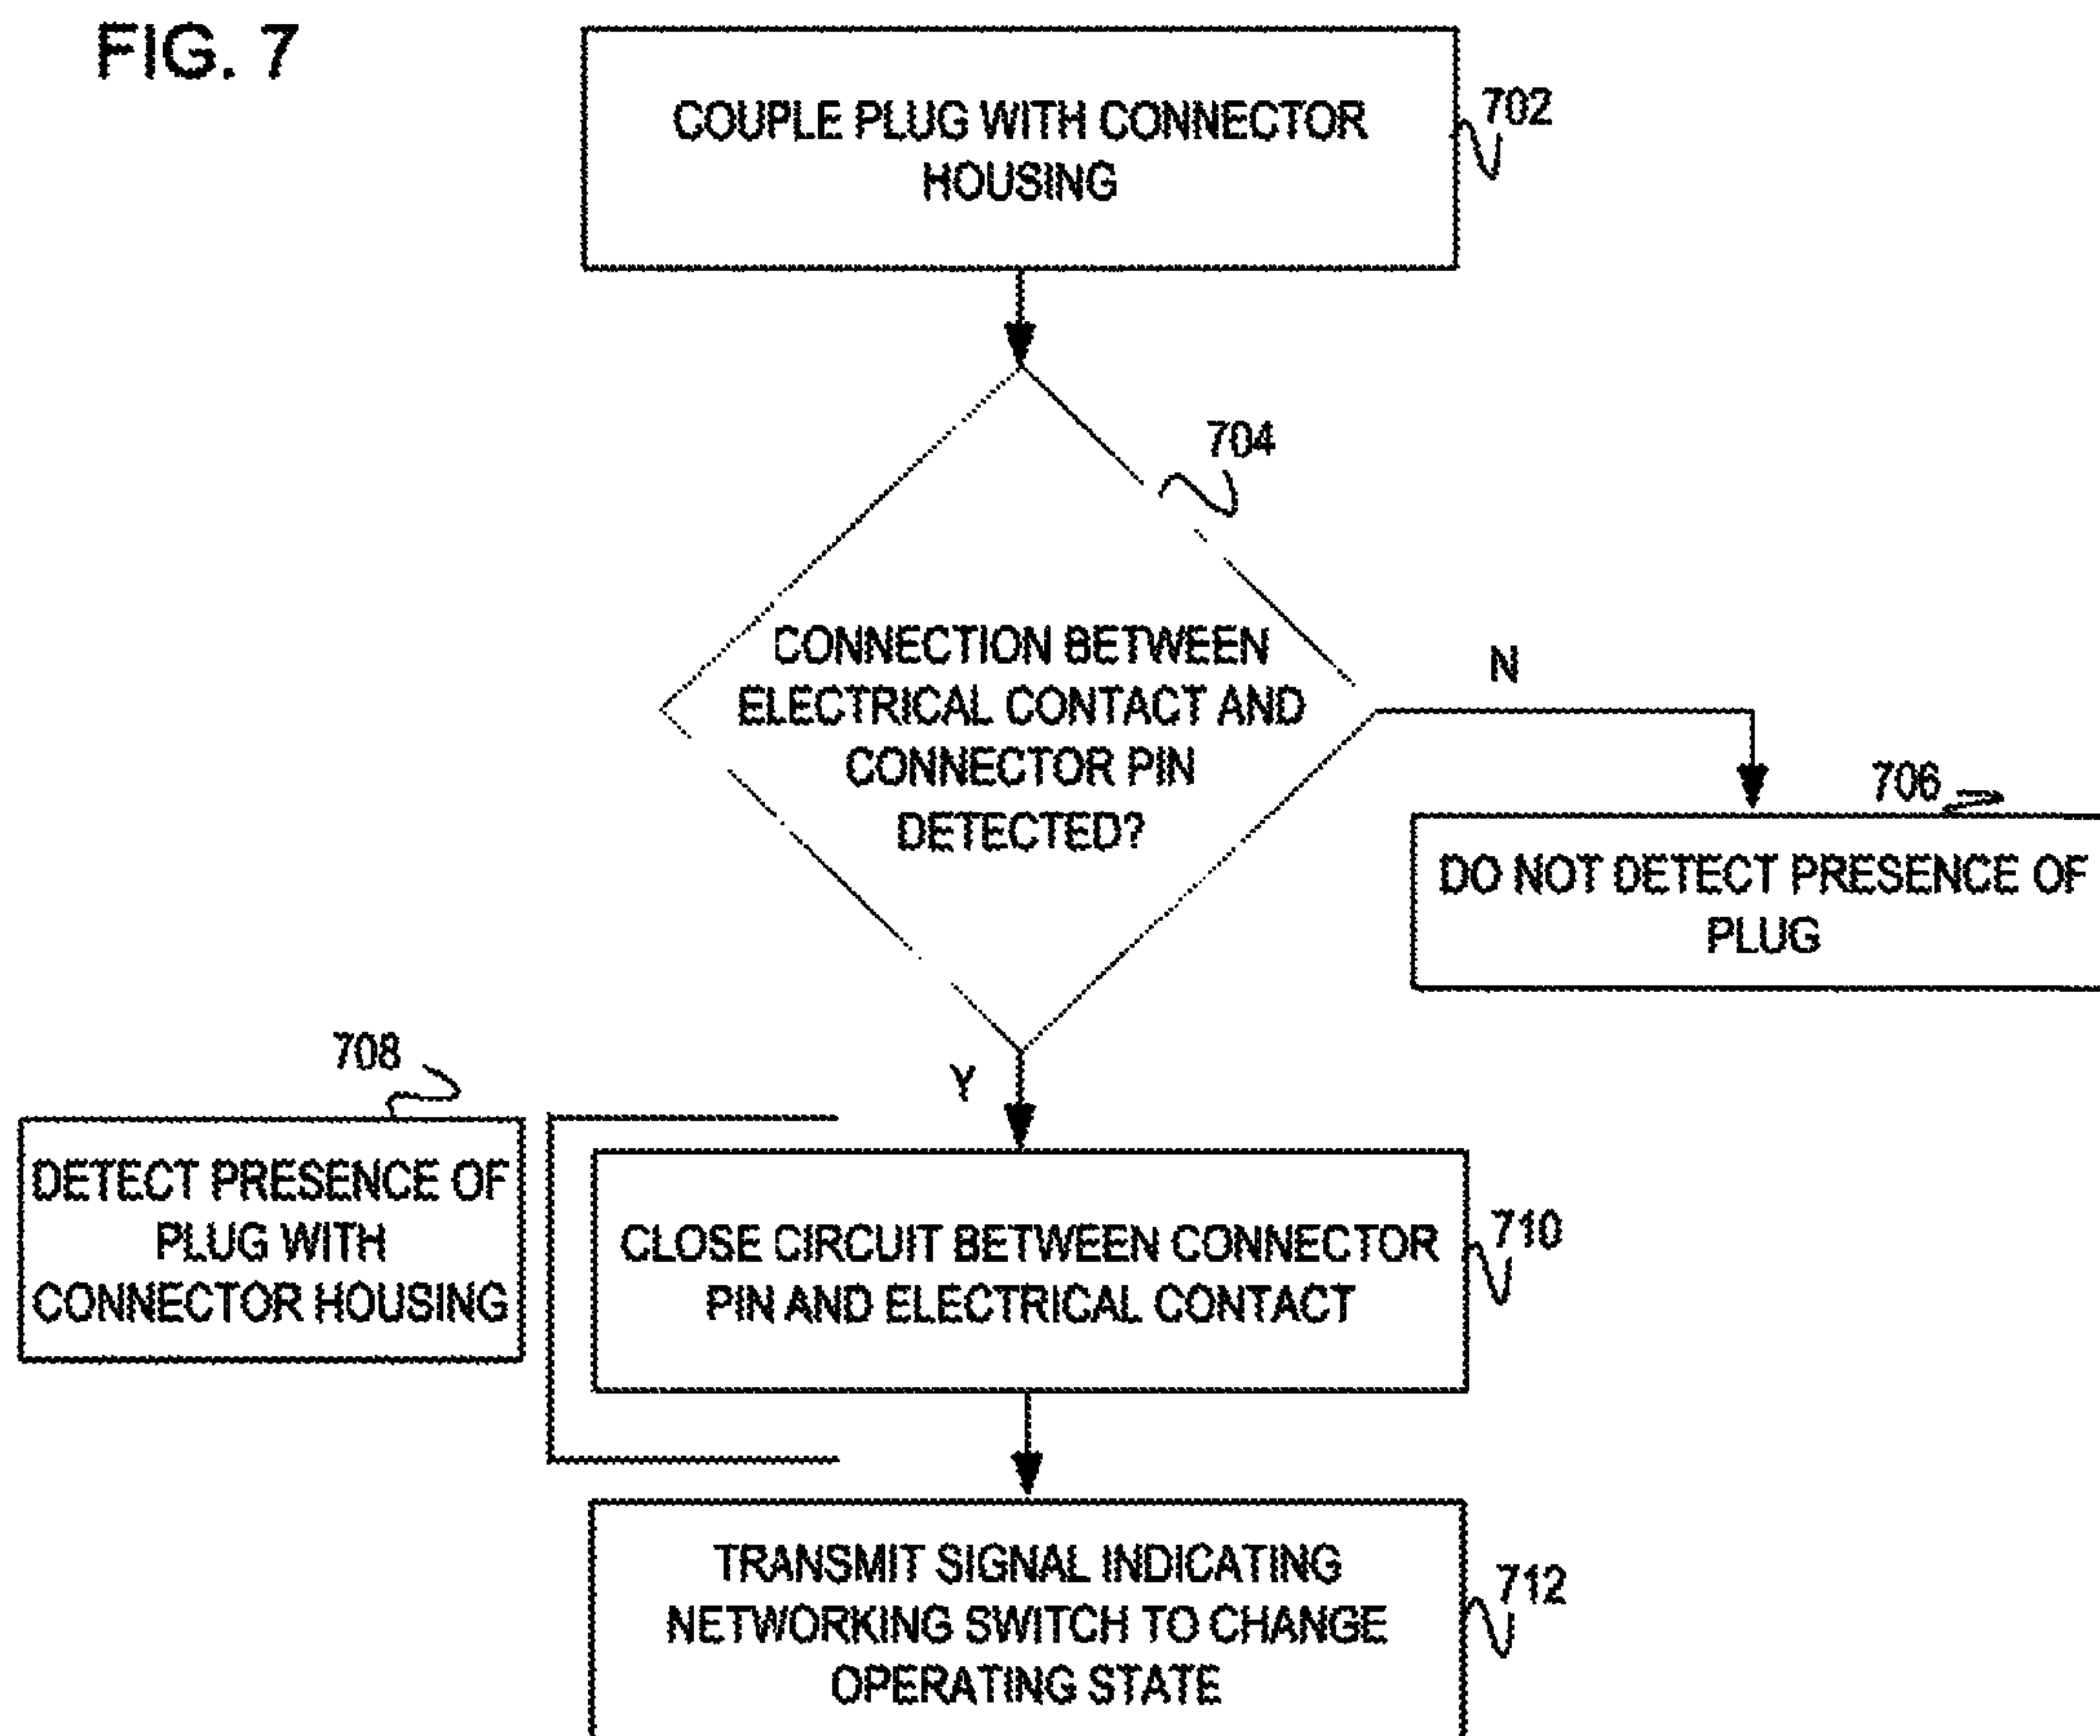 FIG. 7
COUPLE PLUG WITH CONNECTOR
HOUSING
702
704
CONNECTION BETWEEN
ELECTRICAL CONTACT AND
CONNECTOR PIN
DETECTED?
N
706
DO NOT DETECT PRESENCE OF
PLUG
Y
708
DETECT PRESENCE OF
PLUG WITH
CONNECTOR HOUSING
CLOSE CIRCUIT BETWEEN CONNECTOR
PIN AND ELECTRICAL CONTACT
710
TRANSMIT SIGNAL INDICATING
NETWORKING SWITCH TO CHANGE
OPERATING STATE
712